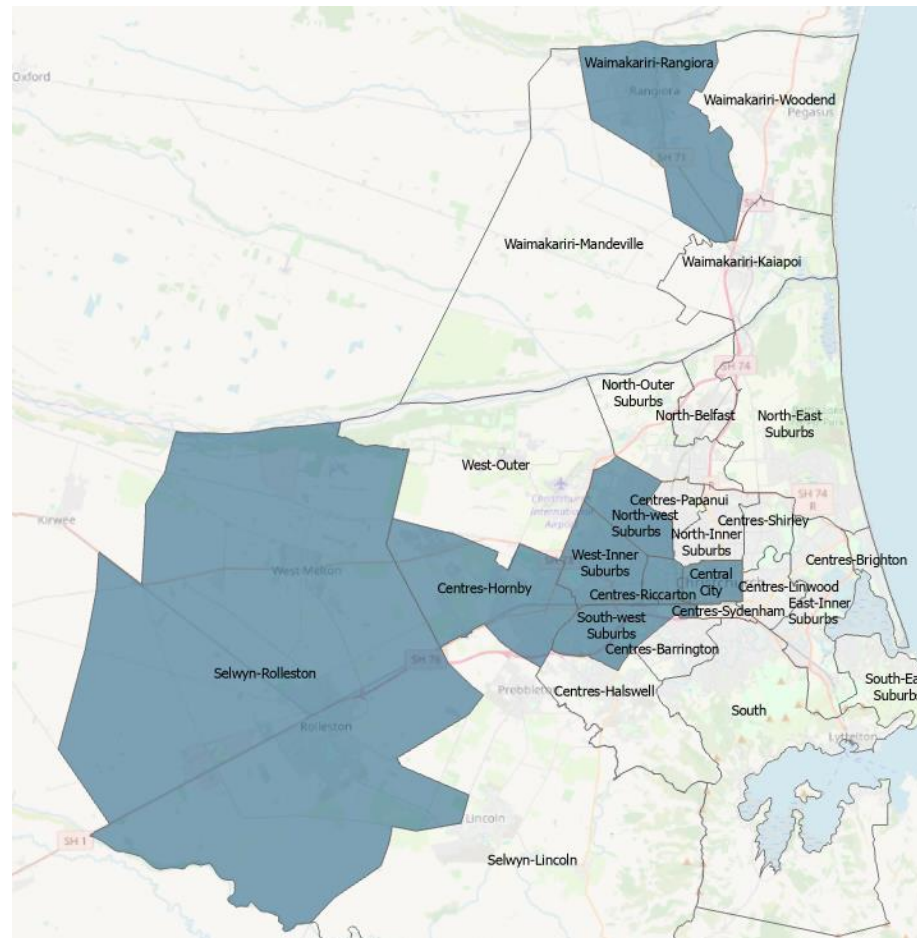 Waimakariri-Rangiora
Oxford
Rangiora
Waimakariri-Woodend
Pegasus
SH 71
SH 1
Waimakariri-Mandeville
Waimakariri-Kaiapoi
SH 74
North-Outer
Suburbs
North-Belfast
North-East
Suburbs
West-Outer
Christchurch
International
Airport
SH 74
R
Centres-Papanui
North-west
Suburbs
Centres-Shirley
North-Inner
Suburbs
Kirwee
West Melton
West-Inner
Suburbs
Centres-Brighton
Central
City
Centres-Hornby
Centres-Riccarton
Centres-Linwood
East-Inner
Suburbs
Centres-Sydenham
South-west
Suburbs
Centres-Barrington
SH 76
Selwyn-Rolleston
Prebbleton
Centres-Halswell
South-Ea
Suburbs
South
Rolleston
Lyttelton
Lincoln
SH 1
Selwyn-Lincoln